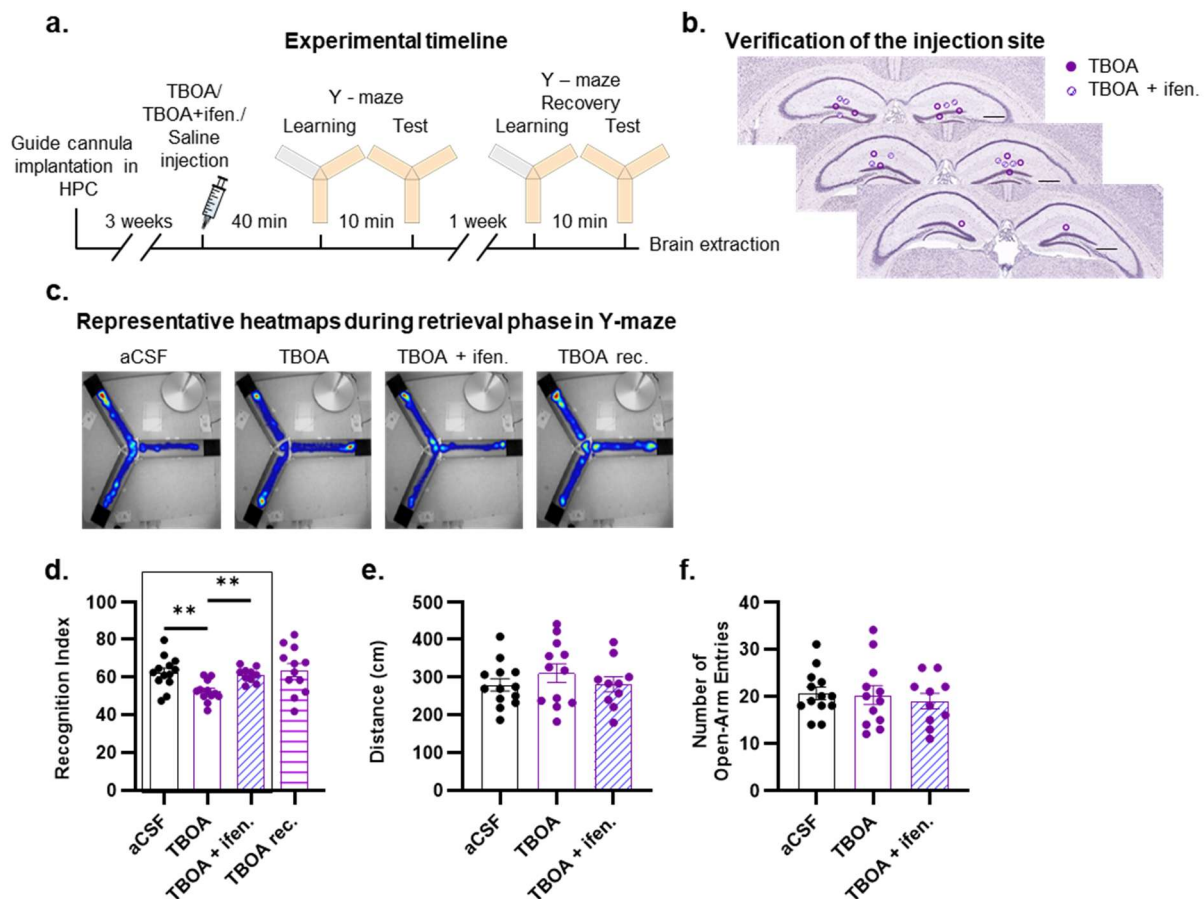 a.
Experimental timeline
Guide cannula
implantation in
HPC
3 weeks
TBOA/
TBOA+ifen./
Saline
injection
40 min
Y - maze
Learning Test
10 min
1 week
Y – maze
Recovery
Learning Test
10 min
Brain extraction
b.
Verification of the injection site
TBOA
TBOA + ifen.
c.
Representative heatmaps during retrieval phase in Y-maze
aCSF TBOA TBOA + ifen. TBOA rec.
d.
Recognition Index
100
80
60
40
20
0
** **
aCSF
TBOA
TBOA + ifen.
TBOA rec.
e.
Distance (cm)
500
400
300
200
100
0
aCSF
TBOA
TBOA + ifen.
f.
Number of
Open-Arm Entries
40
30
20
10
0
aCSF
TBOA
TBOA + ifen.